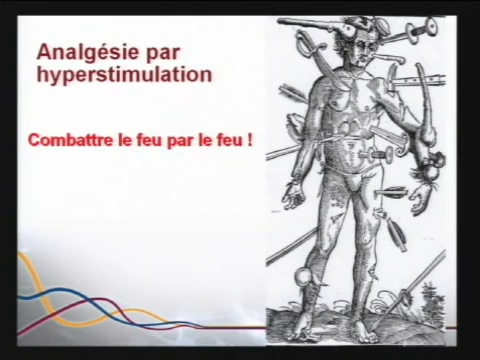 Analgésie par
hyperstimulation
Combattre le feu par le feu !